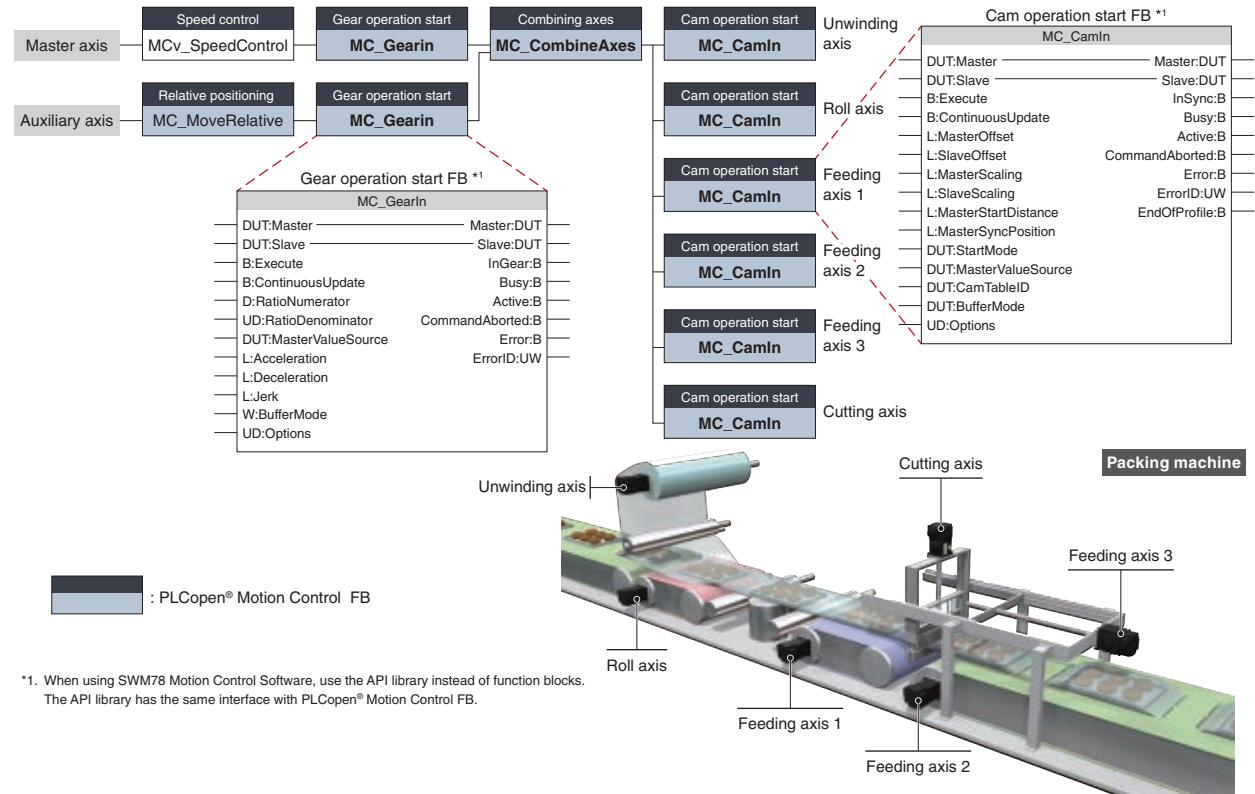 Speed control
MCv_SpeedControl
Gear operation start
MC_Gearin
Combining axes
MC_CombineAxes
Cam operation start
MC_CamIn
Unwinding
axis
Master axis
Relative positioning
MC_MoveRelative
Gear operation start
MC_Gearin
Auxiliary axis
Cam operation start
MC_CamIn
Roll axis
Cam operation start
MC_CamIn
Feeding
axis 1
Cam operation start
MC_CamIn
Feeding
axis 2
Cam operation start
MC_CamIn
Feeding
axis 3
Cam operation start
MC_CamIn
Cutting axis
Gear operation start FB *1
MC_GearIn
DUT:Master Master:DUT
DUT:Slave Slave:DUT
B:Execute InGear:B
B:ContinuousUpdate Busy:B
D:RatioNumerator Active:B
UD:RatioDenominator CommandAborted:B
DUT:MasterValueSource Error:B
L:Acceleration ErrorID:UW
L:Deceleration
L:Jerk
W:BufferMode
UD:Options
Cam operation start FB *1
MC_CamIn
DUT:Master Master:DUT
DUT:Slave Slave:DUT
B:Execute InSync:B
B:ContinuousUpdate Busy:B
L:MasterOffset Active:B
L:SlaveOffset CommandAborted:B
L:MasterScaling Error:B
L:SlaveScaling ErrorID:UW
L:MasterStartDistance EndOfProfile:B
L:MasterSyncPosition
DUT:StartMode
DUT:MasterValueSource
DUT:CamTableID
DUT:BufferMode
UD:Options
Packing machine
Cutting axis
Unwinding axis
Feeding axis 3
Roll axis
Feeding axis 1
Feeding axis 2
: PLCopen® Motion Control FB
*1. When using SWM78 Motion Control Software, use the API library instead of function blocks.
The API library has the same interface with PLCopen® Motion Control FB.